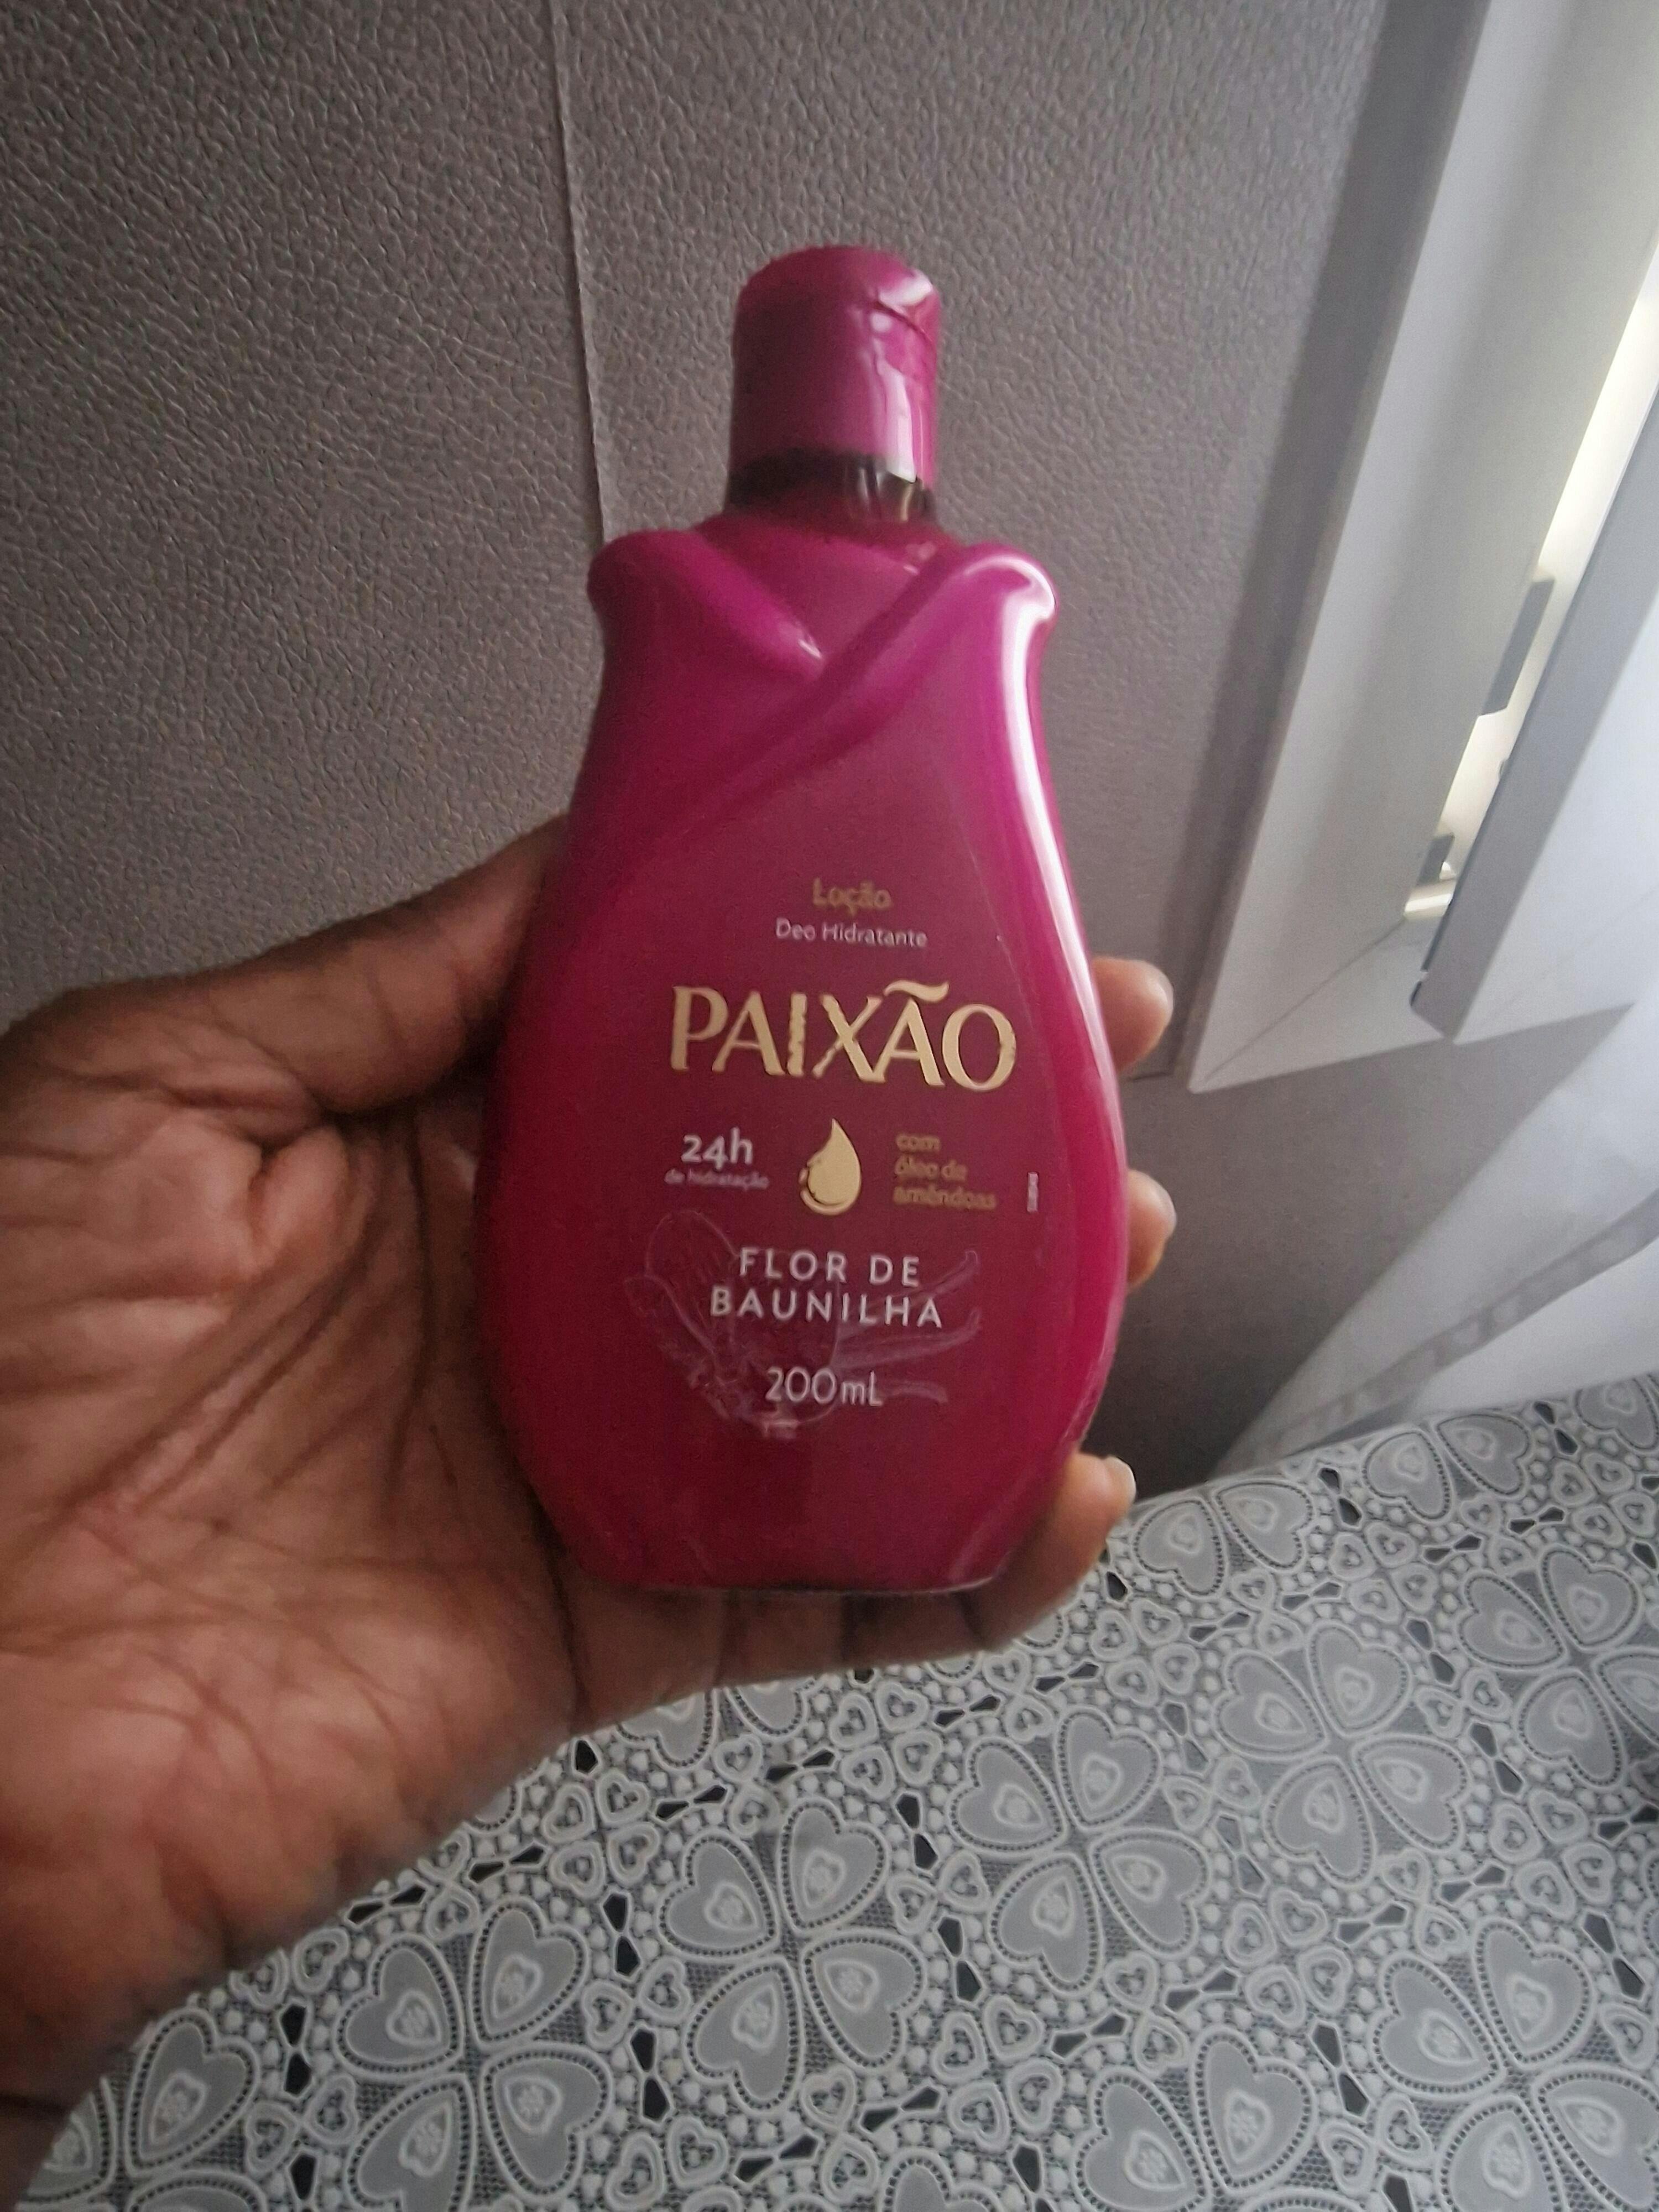 Loção
Deo Hidratante
PAIXÃO
24h
de hidratação
com
óleo de
amêndoas
FLOR DE
BAUNILHA
200mL